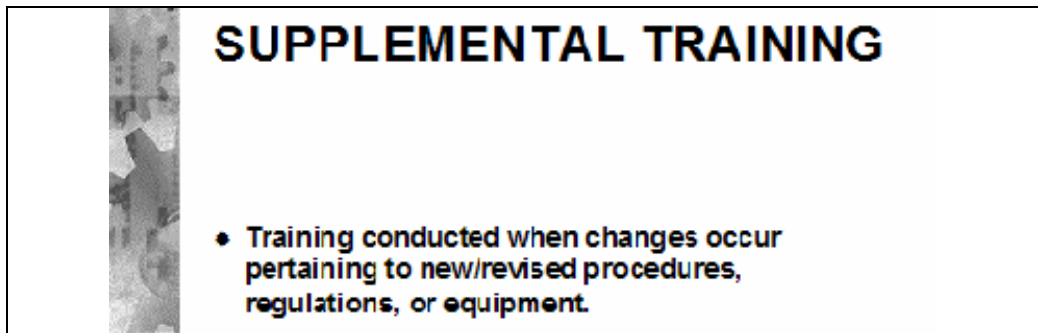 SUPPLEMENTAL TRAINING
• Training conducted when changes occur
pertaining to new/revised procedures,
regulations, or equipment.